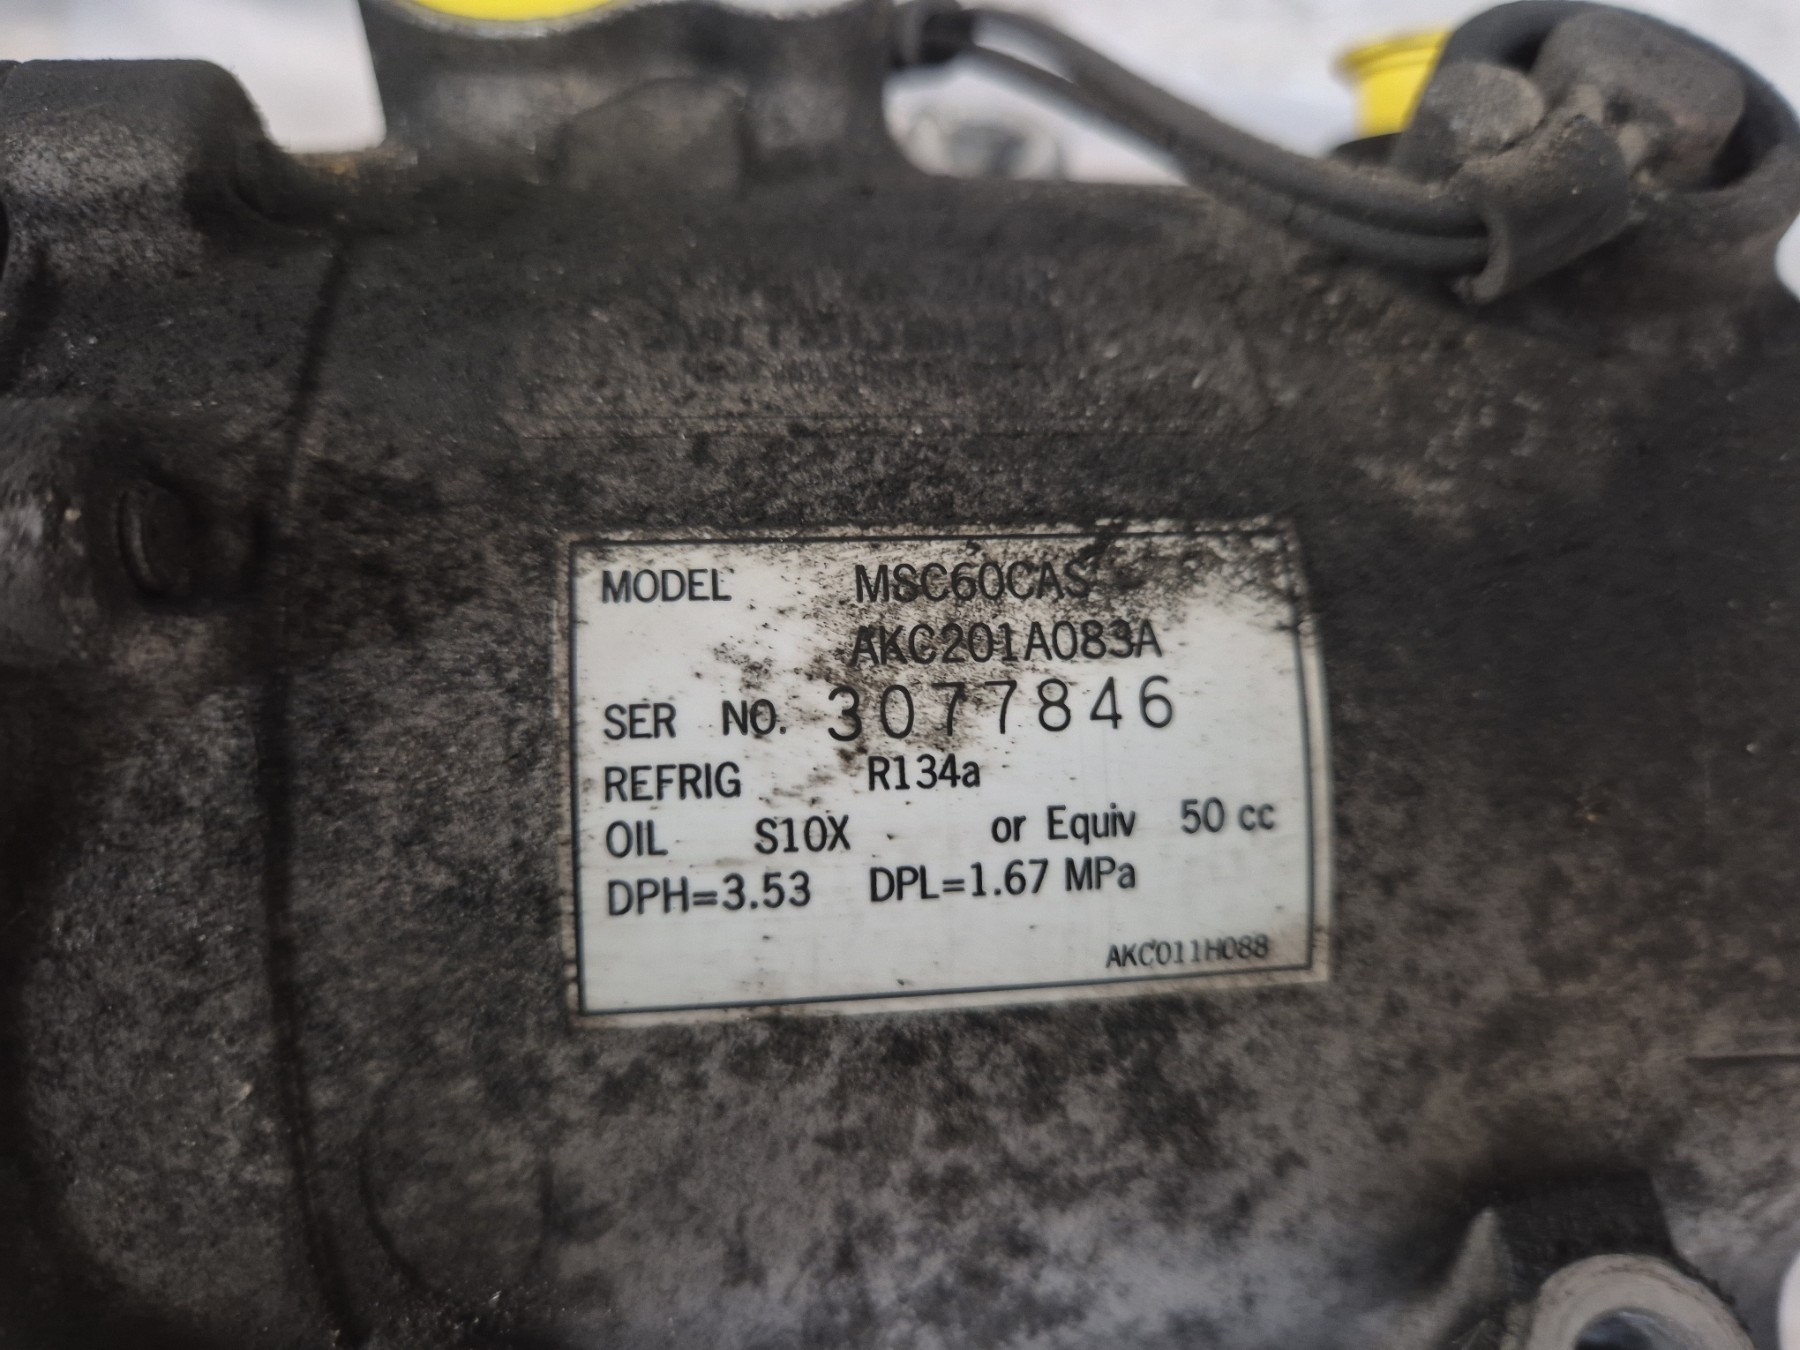 MODEL MSC60CAS
AKC201A083A
SER NO. 3077846
REFRIG R134a
OIL S10X or Equiv 50 cc
DPH=3.53 DPL=1.67 MPa
AKC011H088